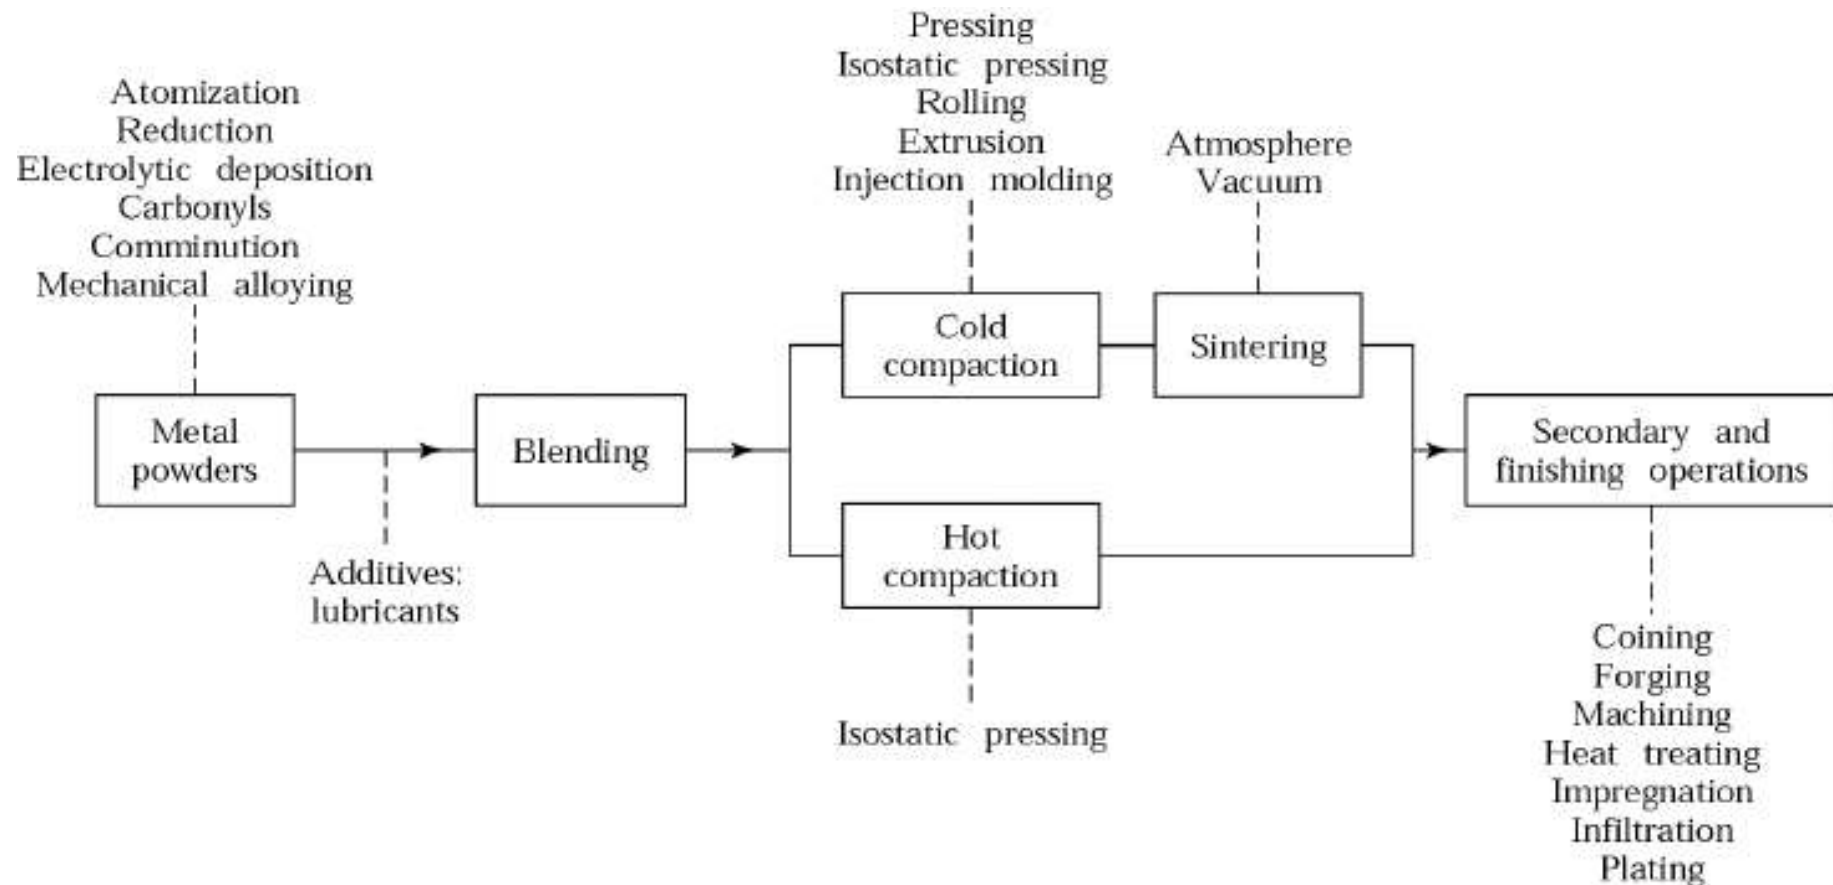 Atomization
Reduction
Electrolytic deposition
Carbonyls
Comminution
Mechanical alloying
Metal
powders
Additives:
lubricants
Blending
Pressing
Isostatic pressing
Rolling
Extrusion
Injection molding
Cold
compaction
Atmosphere
Vacuum
Sintering
Hot
compaction
Isostatic pressing
Secondary and
finishing operations
Coining
Forging
Machining
Heat treating
Impregnation
Infiltration
Plating